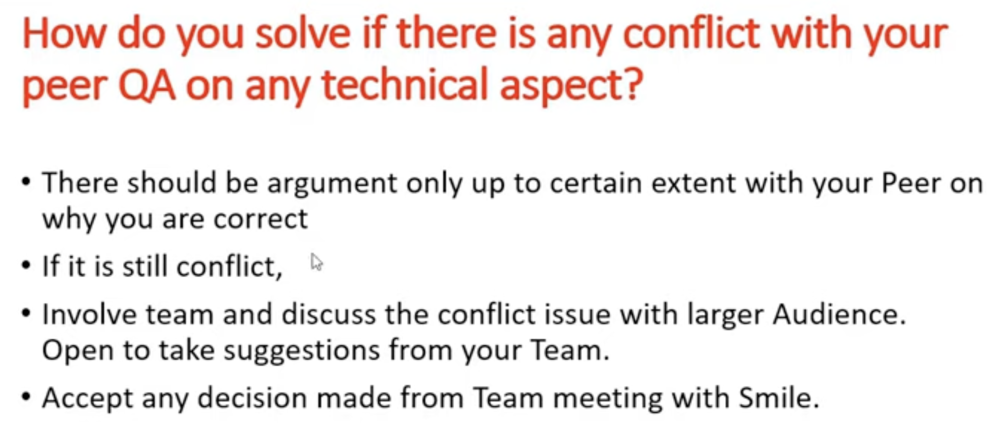 How do you solve if there is any conflict with your
peer QA on any technical aspect?
• There should be argument only up to certain extent with your Peer on
why you are correct
• If it is still conflict,
• Involve team and discuss the conflict issue with larger Audience.
Open to take suggestions from your Team.
• Accept any decision made from Team meeting with Smile.